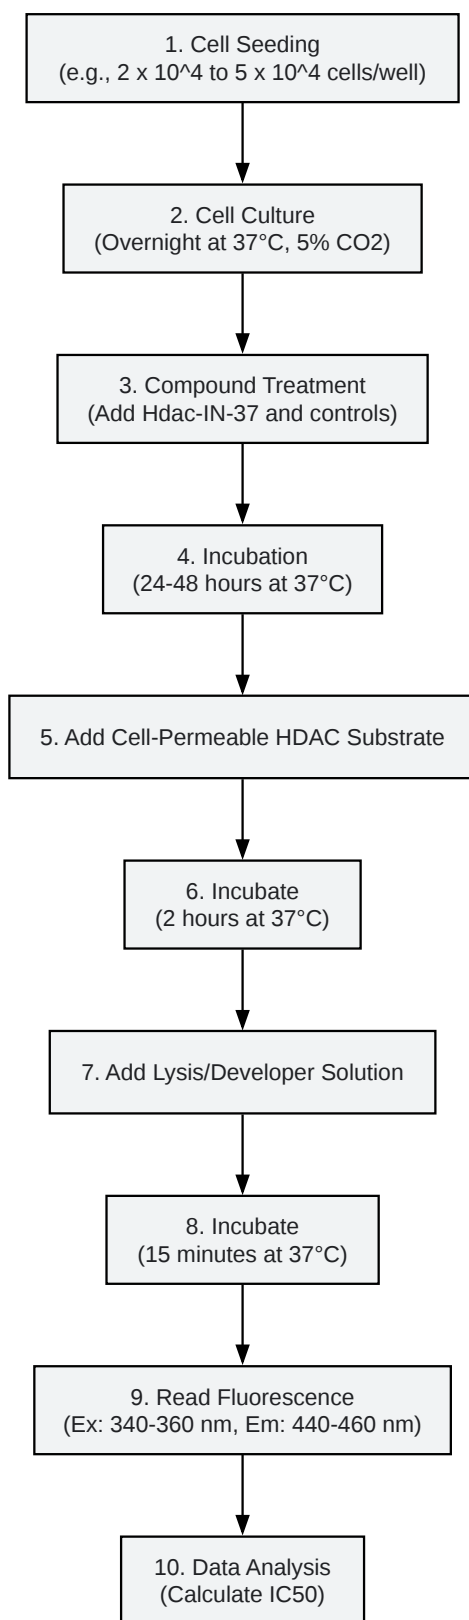 1. Cell Seeding
(e.g., 2 x 10^4 to 5 x 10^4 cells/well)
2. Cell Culture
(Overnight at 37°C, 5% CO2)
3. Compound Treatment
(Add Hdac-IN-37 and controls)
4. Incubation
(24-48 hours at 37°C)
5. Add Cell-Permeable HDAC Substrate
6. Incubate
(2 hours at 37°C)
7. Add Lysis/Developer Solution
8. Incubate
(15 minutes at 37°C)
9. Read Fluorescence
(Ex: 340-360 nm, Em: 440-460 nm)
10. Data Analysis
(Calculate IC50)